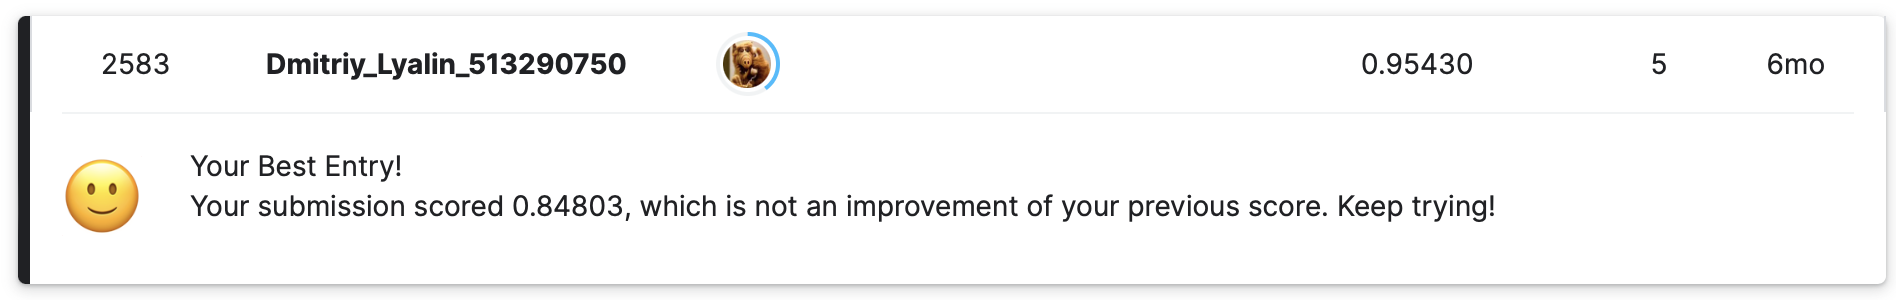 2583 Dmitriy_Lyalin_513290750 0.95430 5 6mo
Your Best Entry!
Your submission scored 0.84803, which is not an improvement of your previous score. Keep trying!